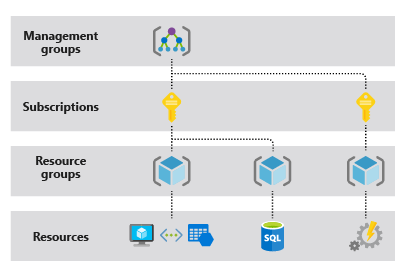 Management
groups
Subscriptions
Resource
groups
Resources
SQL